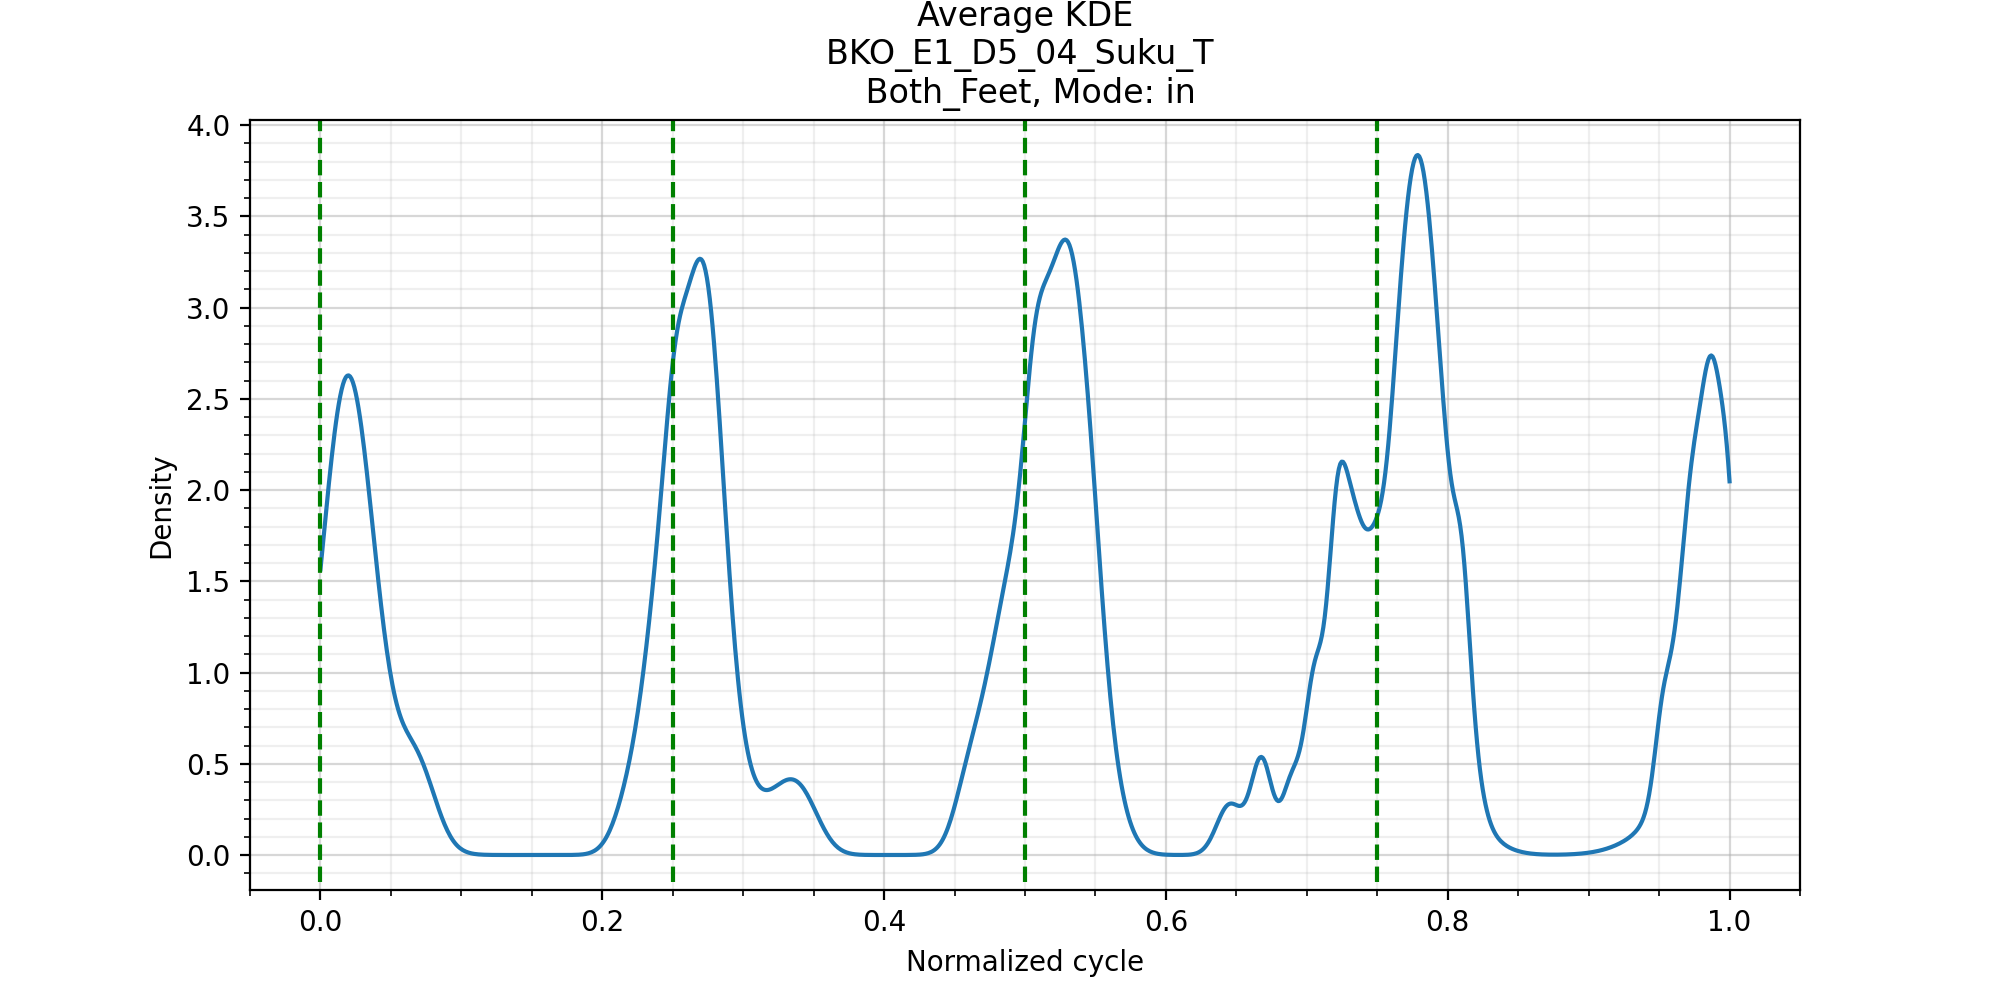 Average KDE
BKO_E1_D5_04_Suku_T
Both_Feet, Mode: in
4.0
3.5
3.0
2.5
2.0
1.5
1.0
0.5
0.0
Density
0.0 0.2 0.4 0.6 0.8 1.0
Normalized cycle